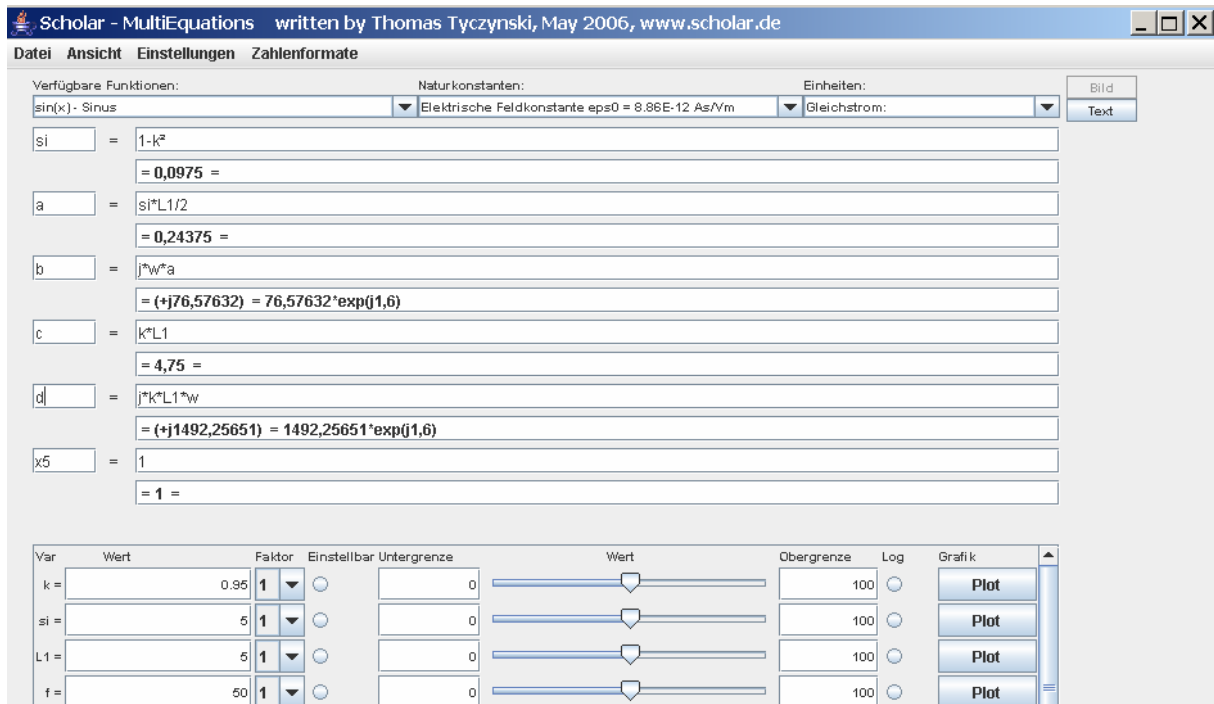 Scholar - MultiEquations written by Thomas Tyczynski, May 2006, www.scholar.de
Datei Ansicht Einstellungen Zahlenformate
Verfügbare Funktionen: Naturkonstanten: Einheiten: Bild
sin(x) - Sinus Elektrische Feldkonstante eps0 = 8.86E-12 As/Vm Gleichstrom: Text
si = 1-k²
= 0,0975 =
a = si*L1/2
= 0,24375 =
b = j*w*a
= (+j76,57632) = 76,57632*exp(j1,6)
c = k*L1
= 4,75 =
d = j*k*L1*w
= (+j1492,25651) = 1492,25651*exp(j1,6)
x5 = 1
= 1 =
Var Wert Faktor Einstellbar Untergrenze Wert Obergrenze Log Grafik
k = 0.95 1 0 100 Plot
si = 5 1 0 100 Plot
L1 = 5 1 0 100 Plot
f = 50 1 0 100 Plot